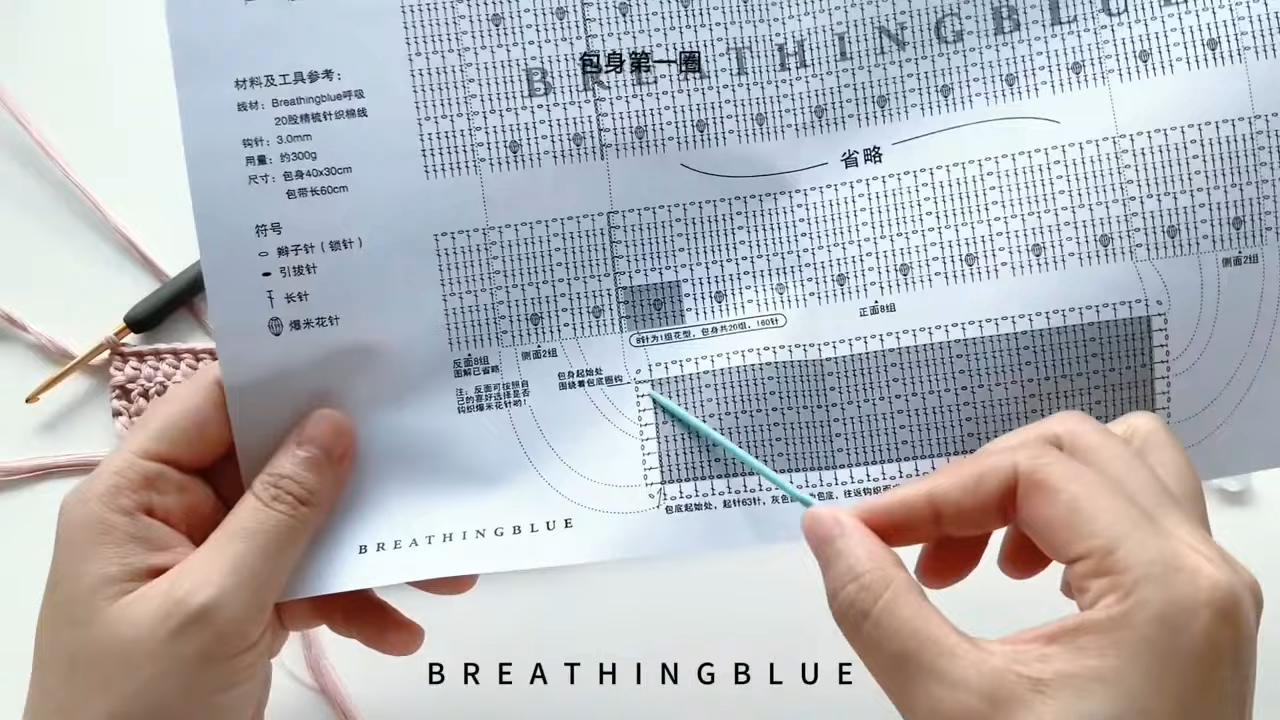 包身第一圈
BREATHINGBLUE
材料及工具参考：
线材：Breathingblue呼吸
20股精梳针织棉线
钩针：3.0mm
用量：约300g
尺寸：包身40x30cm
包带长60cm
符号
辫子针（锁针）
引拔针
长针
爆米花针
省略
8针为1组花型，包身共20组，160针
正面8组
侧面2组
反面8组
图解已省略
侧面2组
注：反面可按照自
己的喜好选择是否
钩织爆米花针哟！
包身起始处
围绕着包底圈钩
包底起始处，起针63针，灰色
包底，往返钩织
BREATHINGBLUE
BREATHINGBLUE